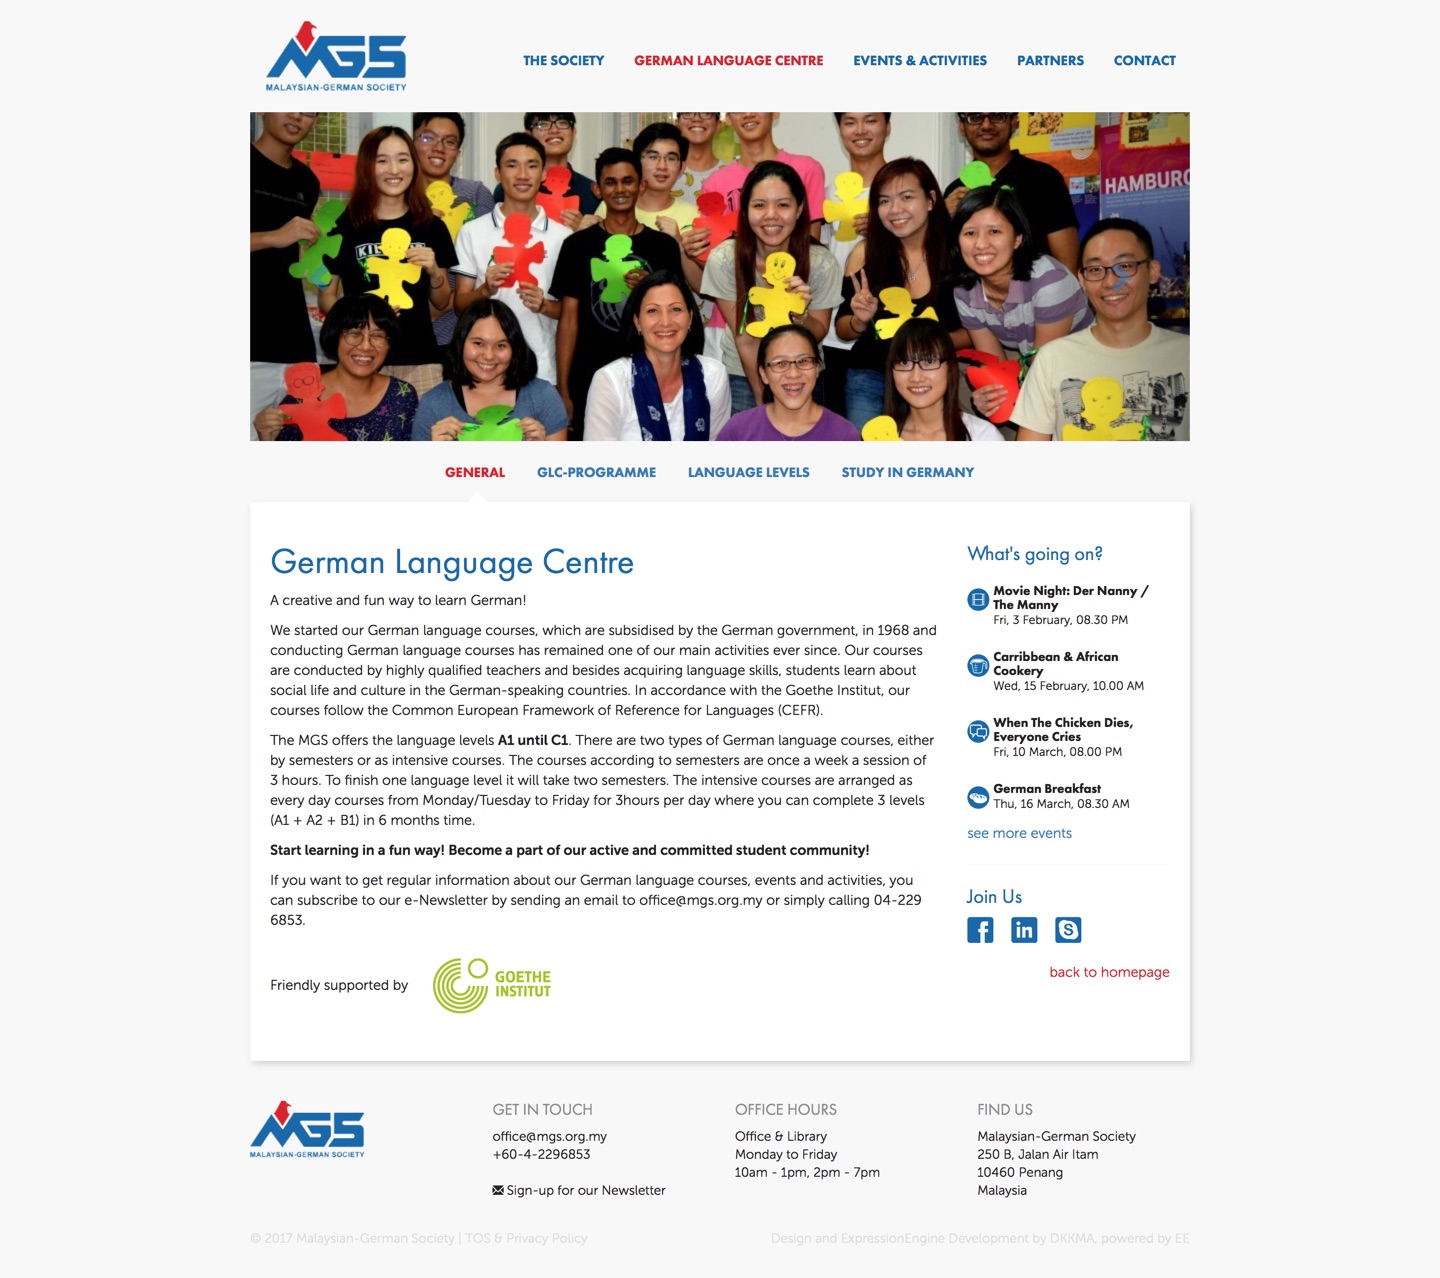 MGS
MALAYSIAN-GERMAN SOCIETY
THE SOCIETY
GERMAN LANGUAGE CENTRE
EVENTS & ACTIVITIES
PARTNERS
CONTACT
HAMBURG
GENERAL
GLC-PROGRAMME
LANGUAGE LEVELS
STUDY IN GERMANY
German Language Centre
A creative and fun way to learn German!
We started our German language courses, which are subsidised by the German government, in 1968 and
conducting German language courses has remained one of our main activities ever since. Our courses
are conducted by highly qualified teachers and besides acquiring language skills, students learn about
social life and culture in the German-speaking countries. In accordance with the Goethe Institut, our
courses follow the Common European Framework of Reference for Languages (CEFR).
The MGS offers the language levels A1 until C1. There are two types of German language courses, either
by semesters or as intensive courses. The courses according to semesters are once a week a session of
3 hours. To finish one language level it will take two semesters. The intensive courses are arranged as
every day courses from Monday/Tuesday to Friday for 3hours per day where you can complete 3 levels
(A1 + A2 + B1) in 6 months time.
Start learning in a fun way! Become a part of our active and committed student community!
If you want to get regular information about our German language courses, events and activities, you
can subscribe to our e-Newsletter by sending an email to office@mgs.org.my or simply calling 04-229
6853.
Friendly supported by
GOETHE
INSTITUT
What's going on?
Movie Night: Der Nanny /
The Manny
Fri, 3 February, 08.30 PM
Carribbean & African
Cookery
Wed, 15 February, 10.00 AM
When The Chicken Dies,
Everyone Cries
Fri, 10 March, 08.00 PM
German Breakfast
Thu, 16 March, 08.30 AM
see more events
Join Us
back to homepage
MGS
MALAYSIAN-GERMAN SOCIETY
GET IN TOUCH
office@mgs.org.my
+60-4-2296853
Sign-up for our Newsletter
OFFICE HOURS
Office & Library
Monday to Friday
10am - 1pm, 2pm - 7pm
FIND US
Malaysian-German Society
250 B, Jalan Air Itam
10460 Penang
Malaysia
© 2017 Malaysian-German Society | TOS & Privacy Policy
Design and ExpressionEngine Development by DKKMA, powered by EE